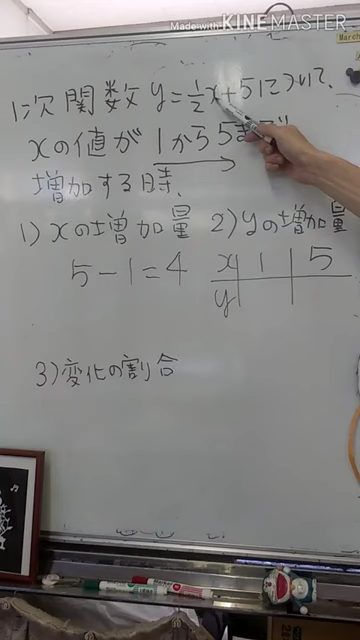 Made with
KINEMASTER
March
1次関数 y=1/2x+5について、
xの値が1から5まで
増加する時、
1) xの増加量 2) yの増加量
5-1=4
x 1 5
y
3) 変化の割合